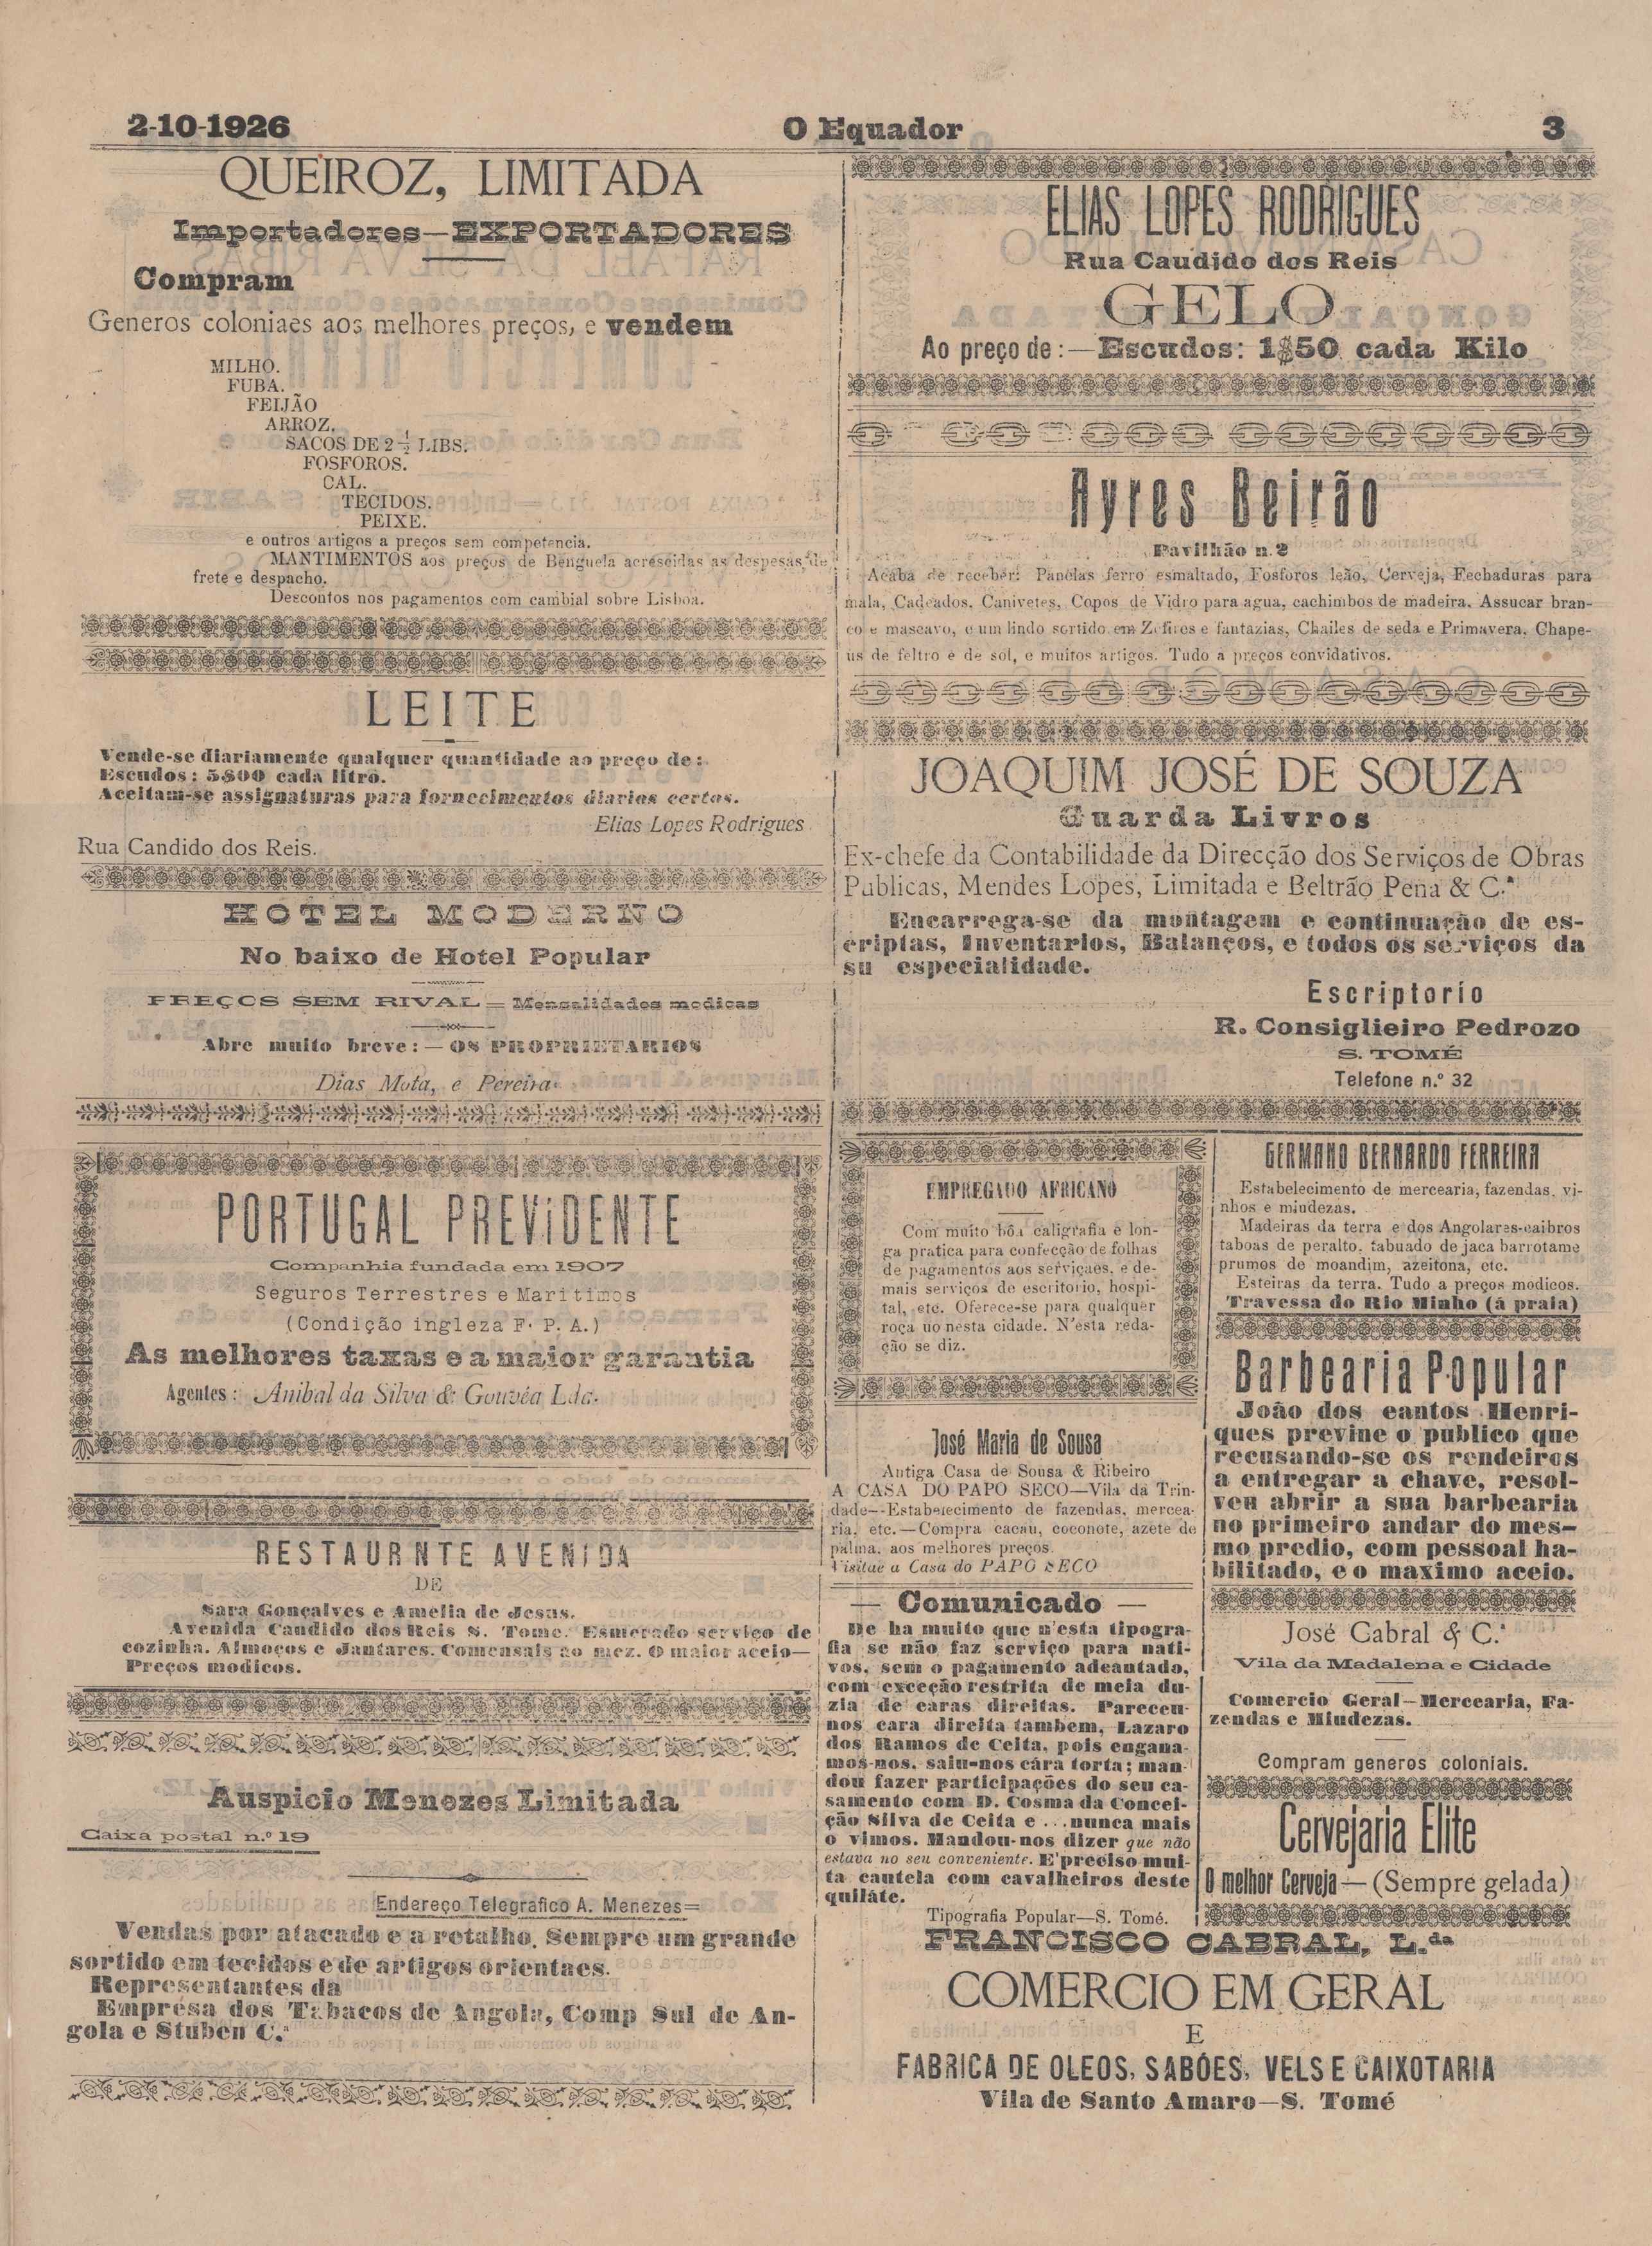 2-10-1926
O Equador
3
QUEIROZ, LIMITADA
Importadores—EXPORTADORES
Compram
Generos coloniaes aos melhores preços, e vendem
MILHO.
FUBA.
FEIJÃO
ARROZ.
SACOS DE 2 ½ LIBS.
FOSFOROS.
CAL.
TECIDOS.
PEIXE.
e outros artigos a preços sem competencia.
MANTIMENTOS aos preços de Benguela acrescidas as despesas de
frete e despacho.
Descontos nos pagamentos com cambial sobre Lisboa.
LEITE
Vende-se diariamente qualquer quantidade ao preço de:
Escudos: 5$00 cada litro.
Aceitam-se assignaturas para fornecimentos diarios certos.
Elias Lopes Rodrigues
Rua Candido dos Reis.
HOTEL MODERNO
No baixo de Hotel Popular
PREÇOS SEM RIVAL — Mensalidades modicas
Abre muito breve: — OS PROPRIETARIOS
Dias Mota, e Pereira
PORTUGAL PREViDENTE
Companhia fundada em 1907
Seguros Terrestres e Maritimos
(Condição ingleza F. P. A.)
As melhores taxas e a maior garantia
Agentes: Anibal da Silva & Gouvêa Lda.
RESTAURNTE AVENIDA
DE
Sara Gonçalves e Amelia de Jesus.
Avenida Candido dos Reis S. Tome. Esmerado serviço de
cozinha. Almoços e Jantares. Comensais ao mez. O maior aceio—
Preços modicos.
Auspicio Menezes Limitada
Caixa postal n.º 19
Endereço Telegrafico A. Menezes=
Vendas por atacado e a retalho. Sempre um grande
sortido em tecidos e de artigos orientaes.
Representantes da
Empresa dos Tabacos de Angola, Comp Sul de An-
gola e Stuben C.ª
ELIAS LOPES RODRIGUES
Rua Caudido dos Reis
GELO
Ao preço de:—Escudos: 1$50 cada Kilo
Ayres Beirão
Pavilhão n. 2
Acaba de receber: Panelas ferro esmaltado, Fosforos leão, Cerveja, Fechaduras para
mala, Cadeados, Canivetes, Copos de Vidro para agua, cachimbos de madeira. Assucar bran-
co e mascavo, e um lindo sortido em Zefires e fantazias, Chailes de seda e Primavera. Chape-
us de feltro e de sol, e muitos artigos. Tudo a preços convidativos.
JOAQUIM JOSÉ DE SOUZA
Guarda Livros
Ex-chefe da Contabilidade da Direcção dos Serviços de Obras
Publicas, Mendes Lopes, Limitada e Beltrão Pena & C.ª
Encarrega-se da montagem e continuação de es-
criptas, Inventarios, Balanços, e todos os serviços da
su especialidade.
Escriptorio
R. Consiglieiro Pedrozo
S. TOMÉ
Telefone n.º 32
EMPREGADO AFRICANO
Com muito bôa caligrafia e lon-
ga pratica para confecção de folhas
de pagamentos aos serviçaes, e de-
mais serviços de escritorio, hospi-
tal, etc. Oferece-se para qualquer
roça uo nesta cidade. N'esta reda-
ção se diz.
José Maria de Sousa
Antiga Casa de Sousa & Ribeiro
A CASA DO PAPO SECO—Vila da Trin-
dade—Estabelecimento de fazendas, mercea-
ria, etc.—Compra cacau, coconote, azete de
palma, aos melhores preços.
Visitae a Casa do PAPO SECO
— Comunicado —
De ha muito que n'esta tipogra-
fia se não faz serviço para nati-
vos, sem o pagamento adeantado,
com exceção restrita de meia du-
zia de caras direitas. Pareceu-
nos cara direita tambem, Lazaro
dos Ramos de Ceita, pois engana-
mos-nos, saiu-nos cára torta; man-
dou fazer participações do seu ca-
samento com D. Cosma da Concei-
ção Silva de Ceita e ...nunca mais
o vimos. Mandou-nos dizer que não
estava no seu conveniente. E'preciso mui-
ta cautela com cavalheiros deste
quiláte.
Tipografia Popular—S. Tomé.
GERMANO BERNARDO FERREIRA
Estabelecimento de mercearia, fazendas, vi-
nhos e miudezas.
Madeiras da terra e dos Angolares-caibros
taboas de peralto, tabuado de jaca barrotame
prumos de moandim, azeitona, etc.
Esteiras da terra. Tudo a preços modicos.
Travessa do Rio Minho (á praia)
Barbearia Popular
João dos cantos Henri-
ques previne o publico que
recusando-se os rendeiros
a entregar a chave, resol-
veu abrir a sua barbearia
no primeiro andar do mes-
mo predio, com pessoal ha-
bilitado, e o maximo aceio.
José Cabral & C.ª
Vila da Madalena e Cidade
Comercio Geral—Mercearia, Fa-
zendas e Miudezas.
Compram generos coloniais.
Cervejaria Elite
O melhor Cerveja — (Sempre gelada)
FRANCISCO CABRAL, L.da
COMERCIO EM GERAL
E
FABRICA DE OLEOS, SABÕES, VELS E CAIXOTARIA
Vila de Santo Amaro—S. Tomé